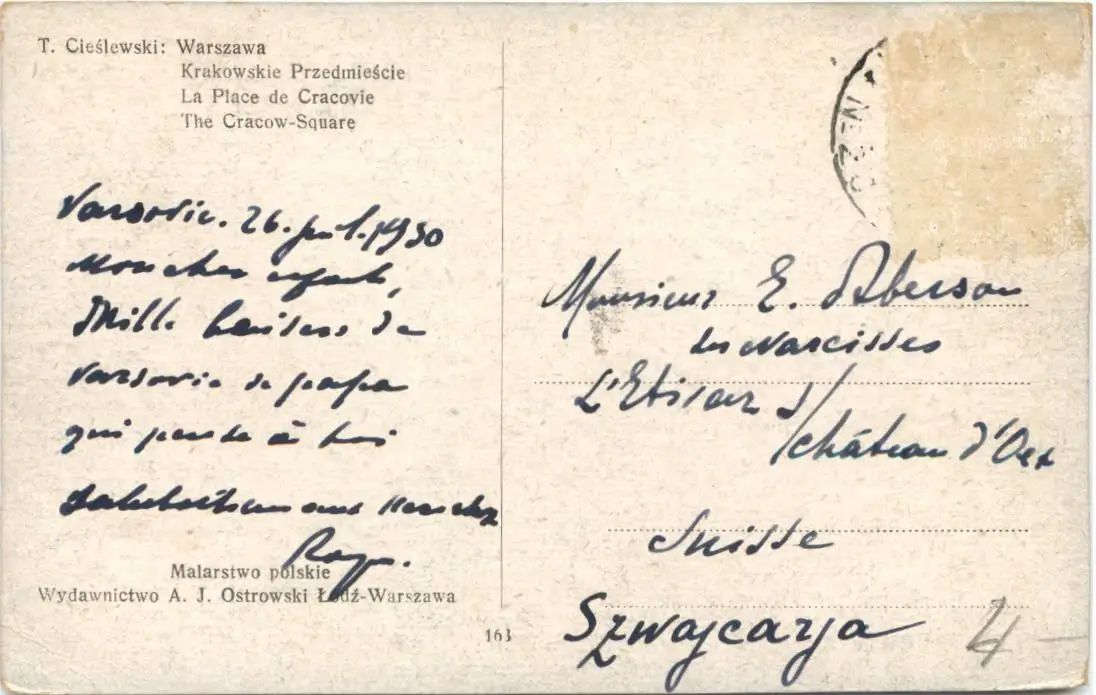 T. Cieślewski: Warszawa
Krakowskie Przedmieście
La Place de Cracovie
The Cracow-Square
Varsovie. 26. juil. 1930
Mon cher enfant,
Mille baisers de
Varsovie de papa
qui pense à toi
Papa.
Malarstwo polskie
Wydawnictwo A. J. Ostrowski Łódź-Warszawa
163
Monsieur E. Aberson
Les Narcisses
L'Etivaz s/
Château d'Oex
Suisse
Szwajcarja
4